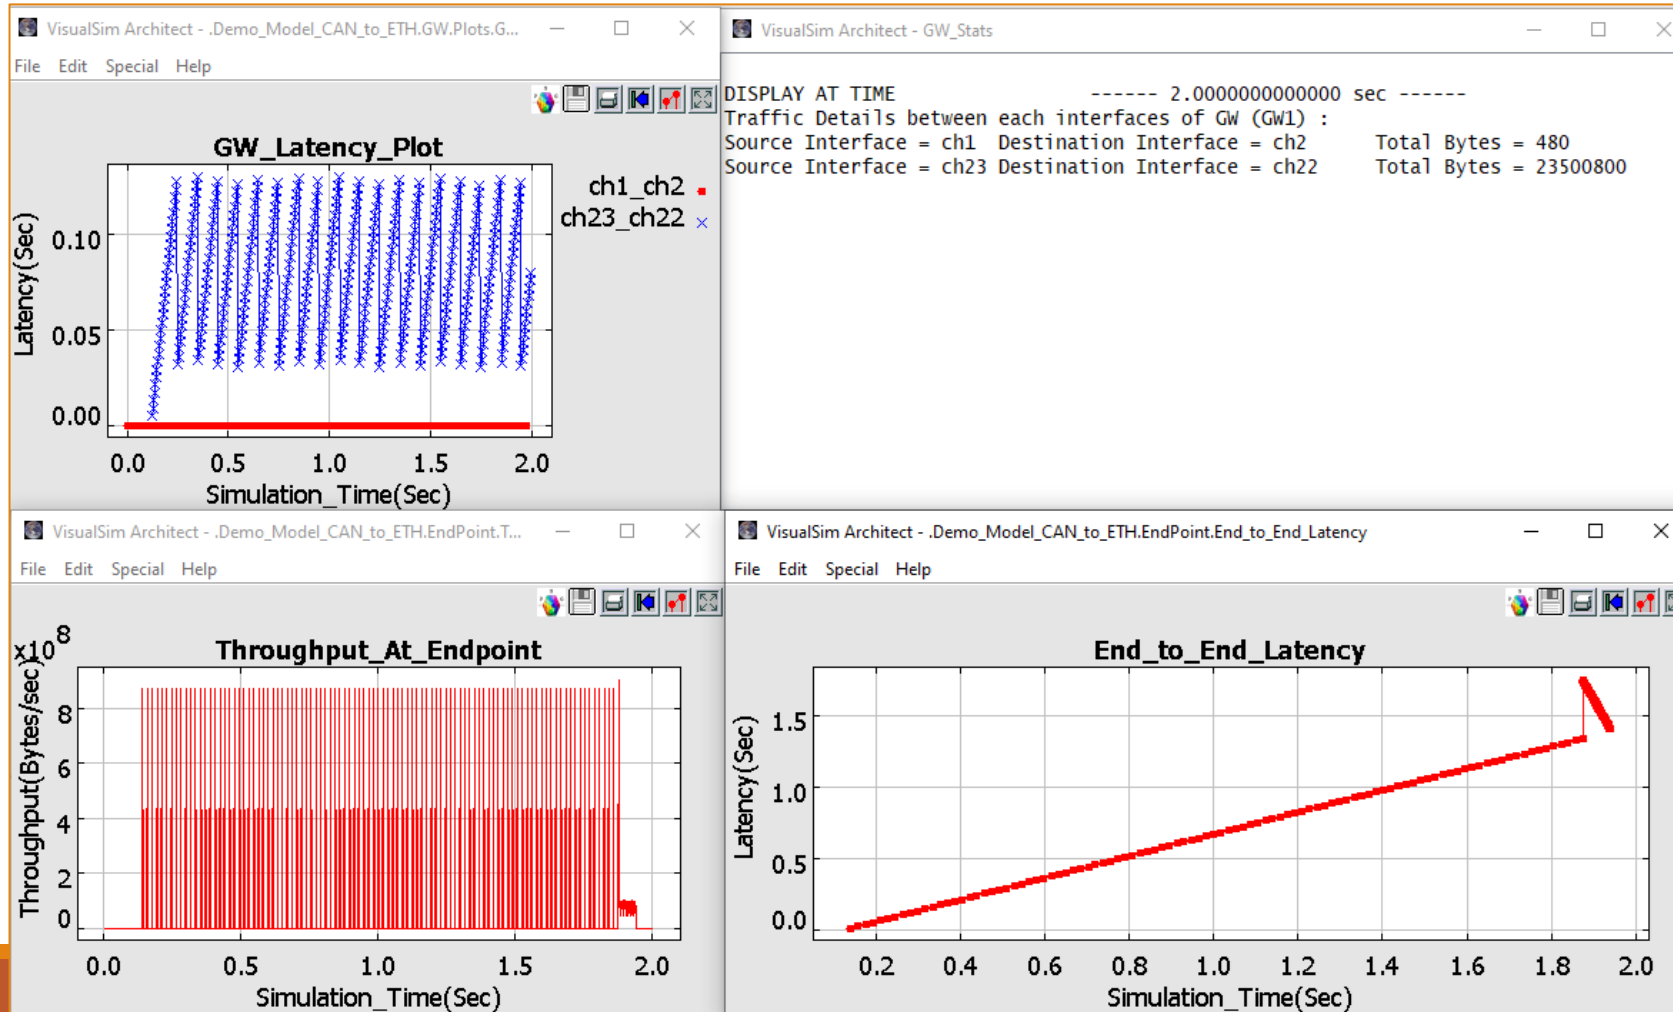 VisualSim Architect - .Demo_Model_CAN_to_ETH.GW.Plots.G...
File Edit Special Help
GW_Latency_Plot
ch1_ch2
ch23_ch22
Latency(Sec)
0.10
0.05
0.00
0.0 0.5 1.0 1.5 2.0
Simulation_Time(Sec)
VisualSim Architect - GW_Stats
DISPLAY AT TIME ------ 2.0000000000000 sec ------
Traffic Details between each interfaces of GW (GW1) :
Source Interface = ch1 Destination Interface = ch2 Total Bytes = 480
Source Interface = ch23 Destination Interface = ch22 Total Bytes = 23500800
VisualSim Architect - .Demo_Model_CAN_to_ETH.EndPoint.T...
File Edit Special Help
x10^8
Throughput_At_Endpoint
Throughput(Bytes/sec)
8
6
4
2
0
0.0 0.5 1.0 1.5 2.0
Simulation_Time(Sec)
VisualSim Architect - .Demo_Model_CAN_to_ETH.EndPoint.End_to_End_Latency
File Edit Special Help
End_to_End_Latency
Latency(Sec)
1.5
1.0
0.5
0.0
0.2 0.4 0.6 0.8 1.0 1.2 1.4 1.6 1.8 2.0
Simulation_Time(Sec)